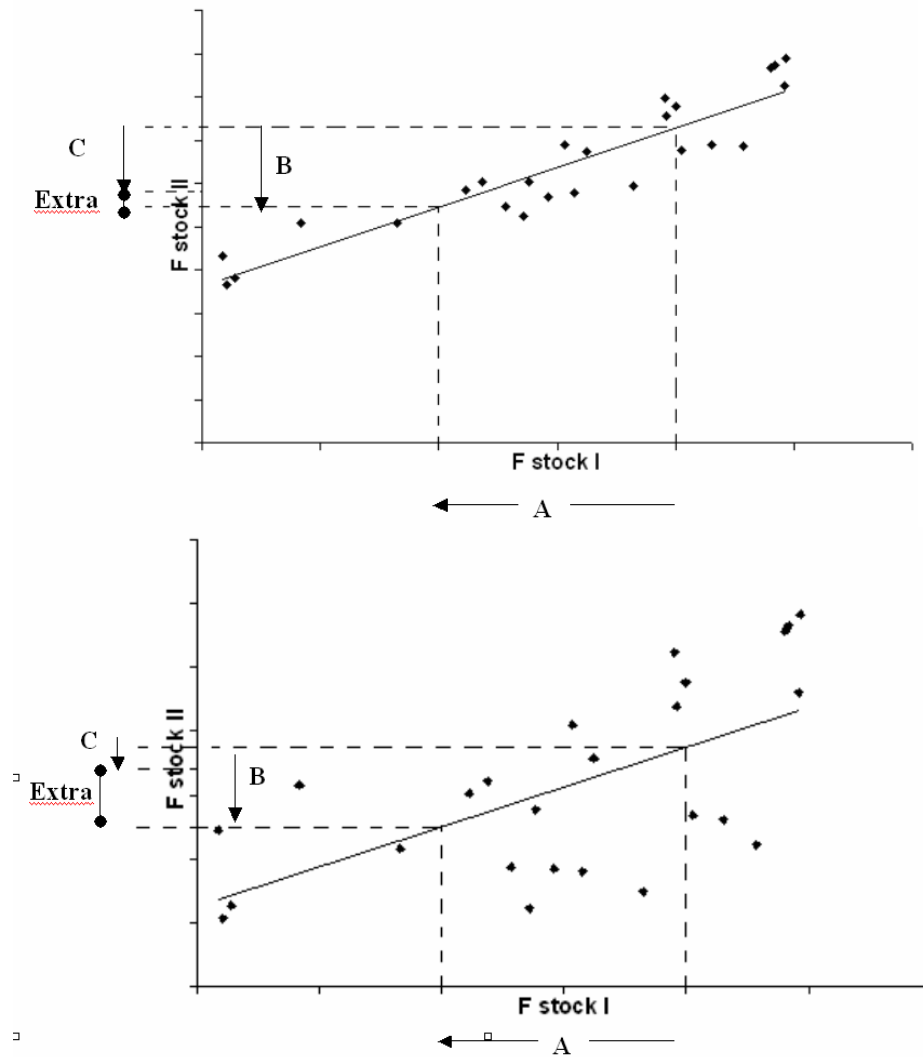 C
B
Extra
F stock II
F stock I
A
C
B
Extra
F stock II
F stock I
A